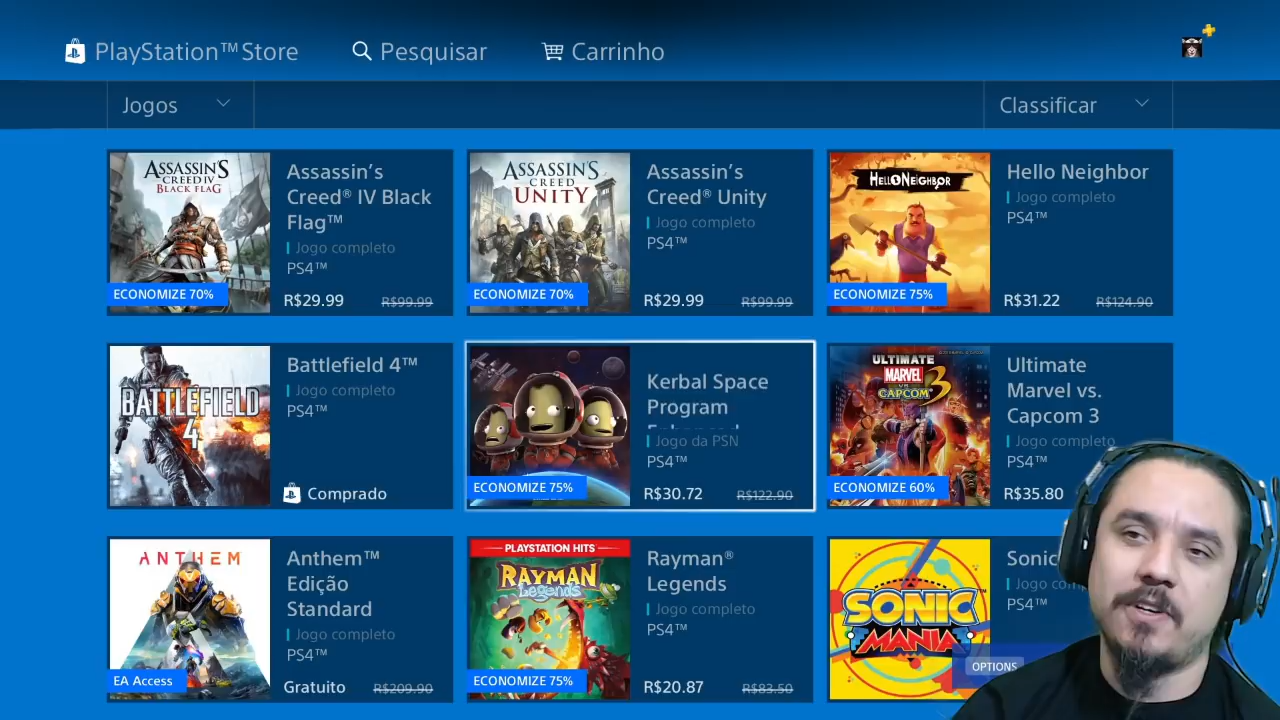 PlayStation™Store
Pesquisar
Carrinho
Jogos
Classificar
ASSASSIN'S
CREED IV
BLACK FLAG
ECONOMIZE 70%
Assassin's
Creed® IV Black
Flag™
Jogo completo
PS4™
R$29.99 R$99.99
ASSASSIN'S
CREED
UNITY
ECONOMIZE 70%
Assassin's
Creed® Unity
Jogo completo
PS4™
R$29.99 R$99.99
HELLO NEIGHBOR
ECONOMIZE 75%
Hello Neighbor
Jogo completo
PS4™
R$31.22 R$124.90
BATTLEFIELD
4
Battlefield 4™
Jogo completo
PS4™
Comprado
ECONOMIZE 75%
Kerbal Space
Program
Enhanced
Jogo da PSN
PS4™
R$30.72 R$122.90
ULTIMATE
MARVEL
VS.
CAPCOM 3
ECONOMIZE 60%
Ultimate
Marvel vs.
Capcom 3
Jogo completo
PS4™
R$35.80
ANTHEM
EA Access
Anthem™
Edição
Standard
Jogo completo
PS4™
Gratuito R$209.90
PLAYSTATION HITS
RAYMAN
Legends
ECONOMIZE 75%
Rayman®
Legends
Jogo completo
PS4™
R$20.87 R$83.50
SONIC
MANIA
Sonic
Jogo com
PS4™
OPTIONS